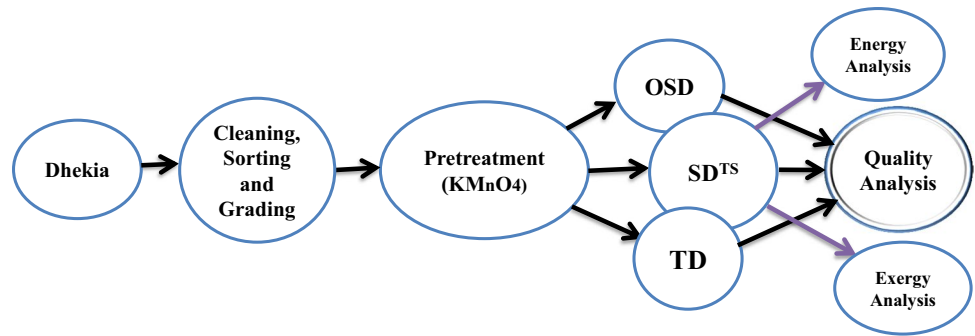 Dhekia
Cleaning,
Sorting
and
Grading
Pretreatment
(KMnO4)
OSD
SDTS
TD
Energy
Analysis
Quality
Analysis
Exergy
Analysis